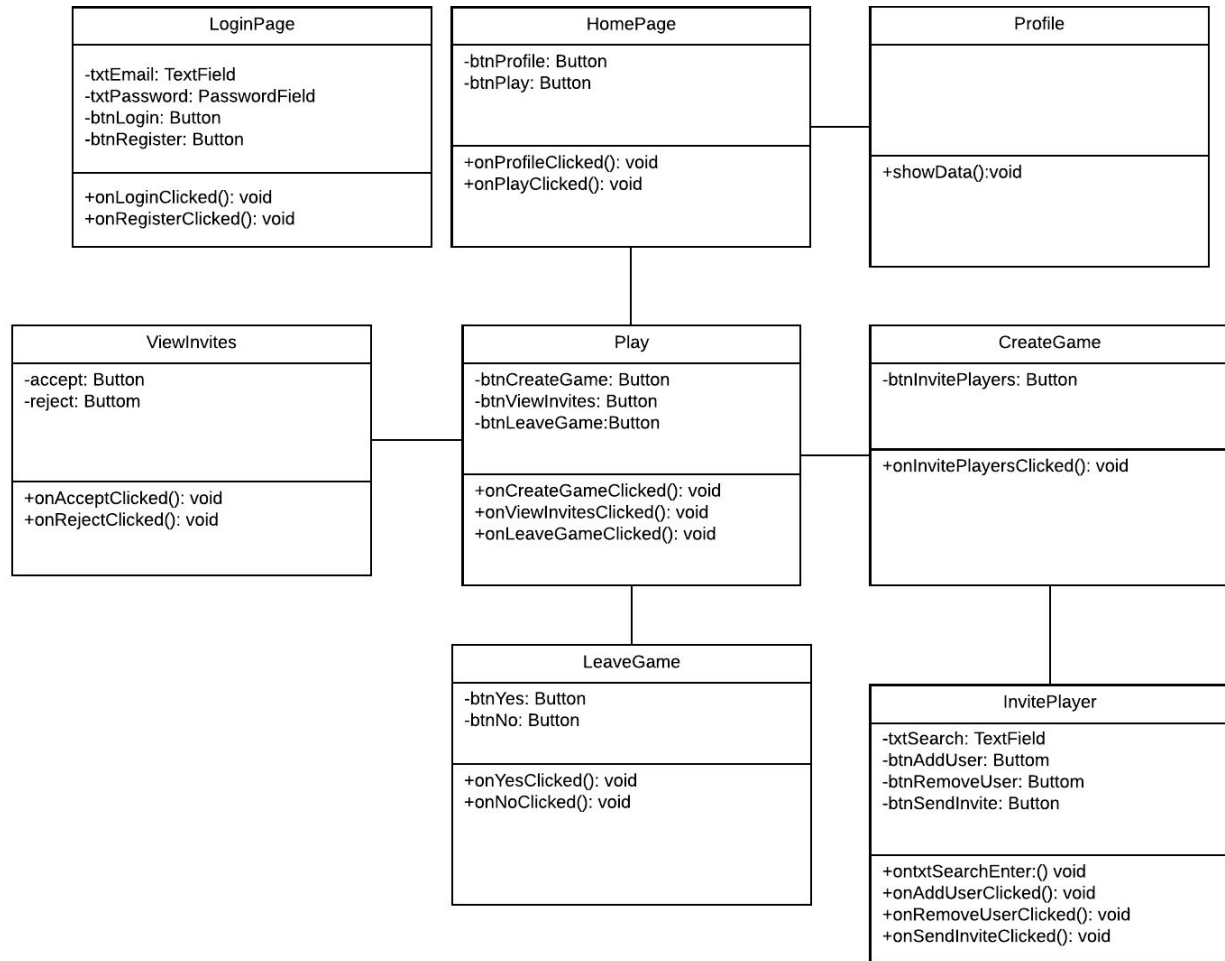 LoginPage
-txtEmail: TextField
-txtPassword: PasswordField
-btnLogin: Button
-btnRegister: Button
+onLoginClicked(): void
+onRegisterClicked(): void
HomePage
-btnProfile: Button
-btnPlay: Button
+onProfileClicked(): void
+onPlayClicked(): void
Profile
+showData():void
ViewInvites
-accept: Button
-reject: Buttom
+onAcceptClicked(): void
+onRejectClicked(): void
Play
-btnCreateGame: Button
-btnViewInvites: Button
-btnLeaveGame:Button
+onCreateGameClicked(): void
+onViewInvitesClicked(): void
+onLeaveGameClicked(): void
CreateGame
-btnInvitePlayers: Button
+onInvitePlayersClicked(): void
LeaveGame
-btnYes: Button
-btnNo: Button
+onYesClicked(): void
+onNoClicked(): void
InvitePlayer
-txtSearch: TextField
-btnAddUser: Buttom
-btnRemoveUser: Buttom
-btnSendInvite: Button
+ontxtSearchEnter:() void
+onAddUserClicked(): void
+onRemoveUserClicked(): void
+onSendInviteClicked(): void